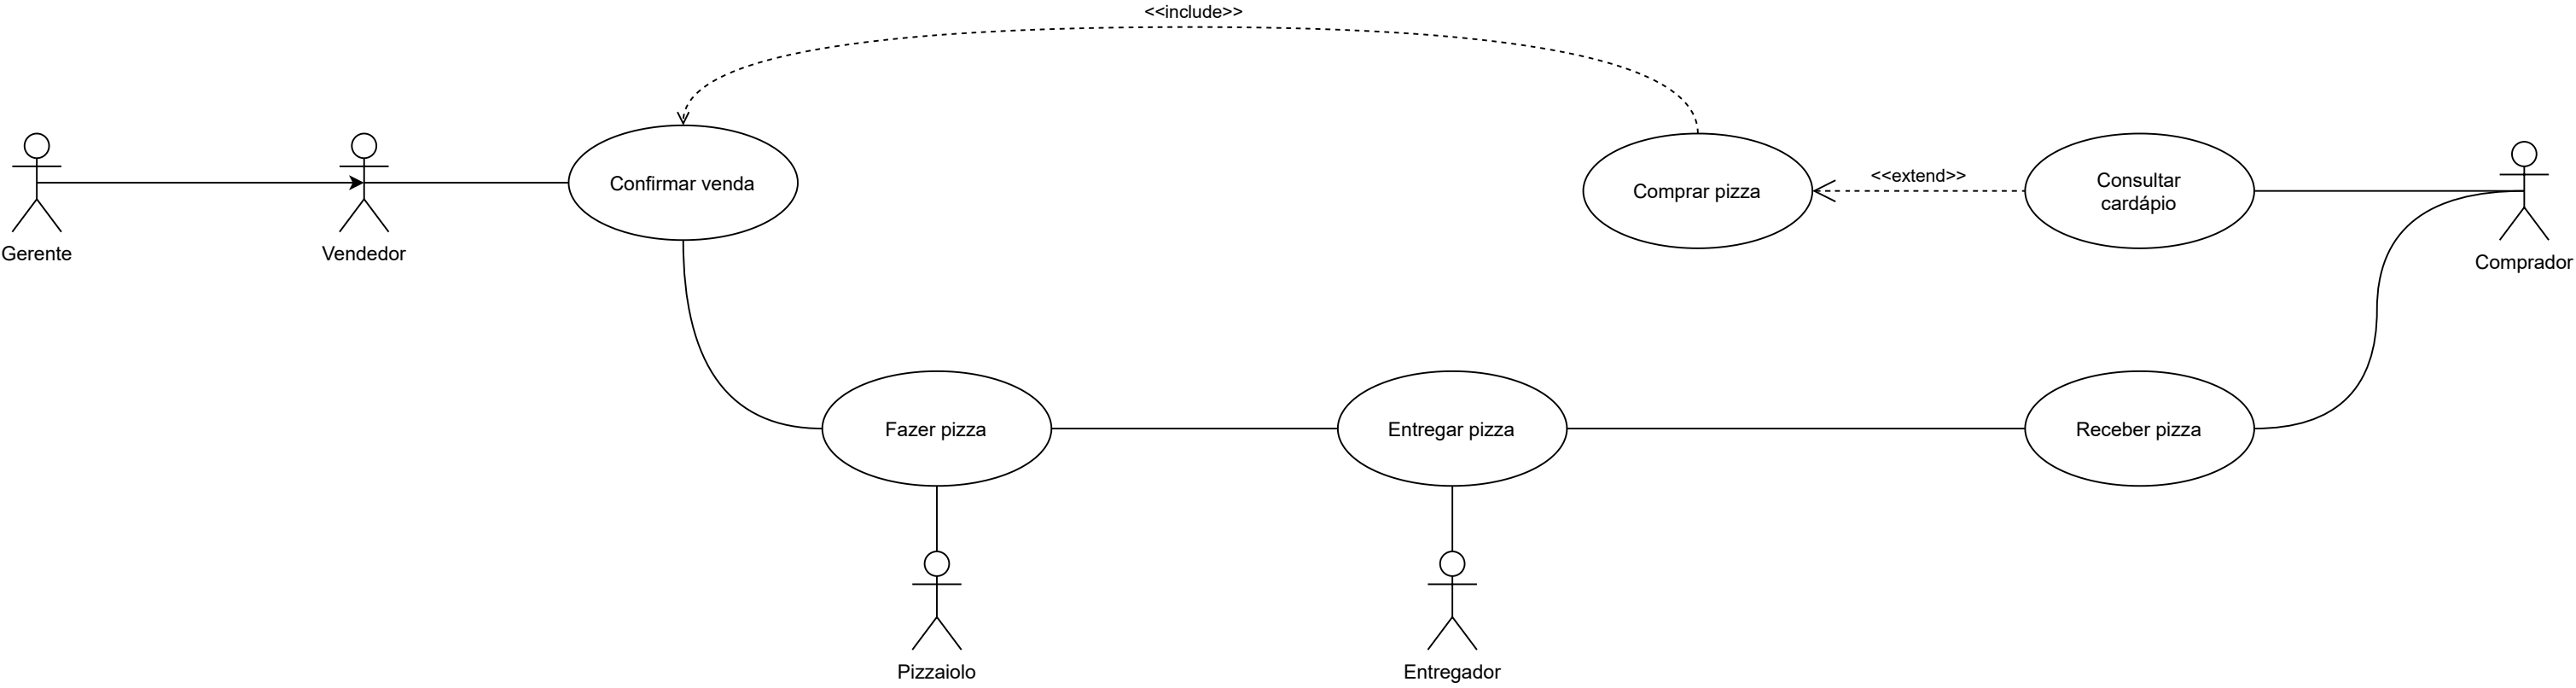 <<include>>
Confirmar venda
Comprar pizza
<<extend>>
Consultar
cardápio
Gerente
Vendedor
Comprador
Fazer pizza
Entregar pizza
Receber pizza
Pizzaiolo
Entregador